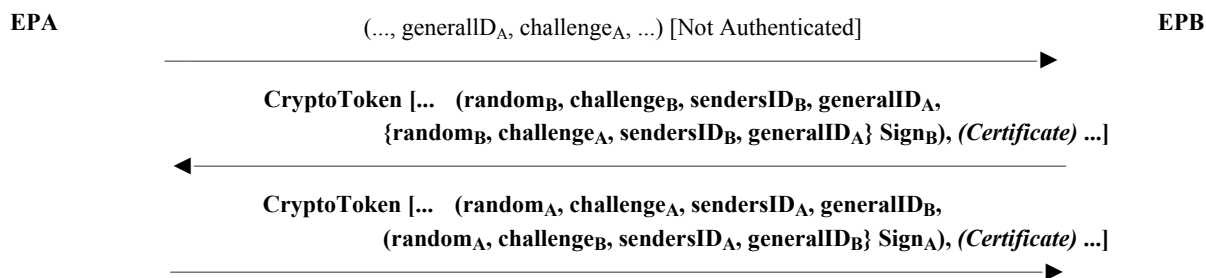 EPA (..., generalID_A, challenge_A, ...) [Not Authenticated] EPB
CryptoToken [... (random_B, challenge_B, sendersID_B, generalID_A,
{random_B, challenge_A, sendersID_B, generalID_A} Sign_B), (Certificate) ...]
CryptoToken [... (random_A, challenge_A, sendersID_A, generalID_B,
(random_A, challenge_B, sendersID_A, generalID_B} Sign_A), (Certificate) ...]